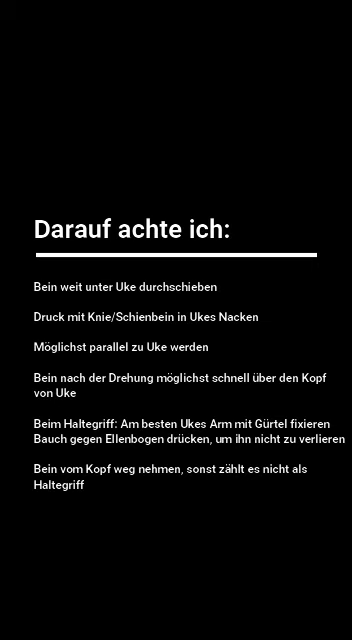 Darauf achte ich:
Bein weit unter Uke durchschieben
Druck mit Knie/Schienbein in Ukes Nacken
Möglichst parallel zu Uke werden
Bein nach der Drehung möglichst schnell über den Kopf
von Uke
Beim Haltegriff: Am besten Ukes Arm mit Gürtel fixieren
Bauch gegen Ellenbogen drücken, um ihn nicht zu verlieren
Bein vom Kopf weg nehmen, sonst zählt es nicht als
Haltegriff